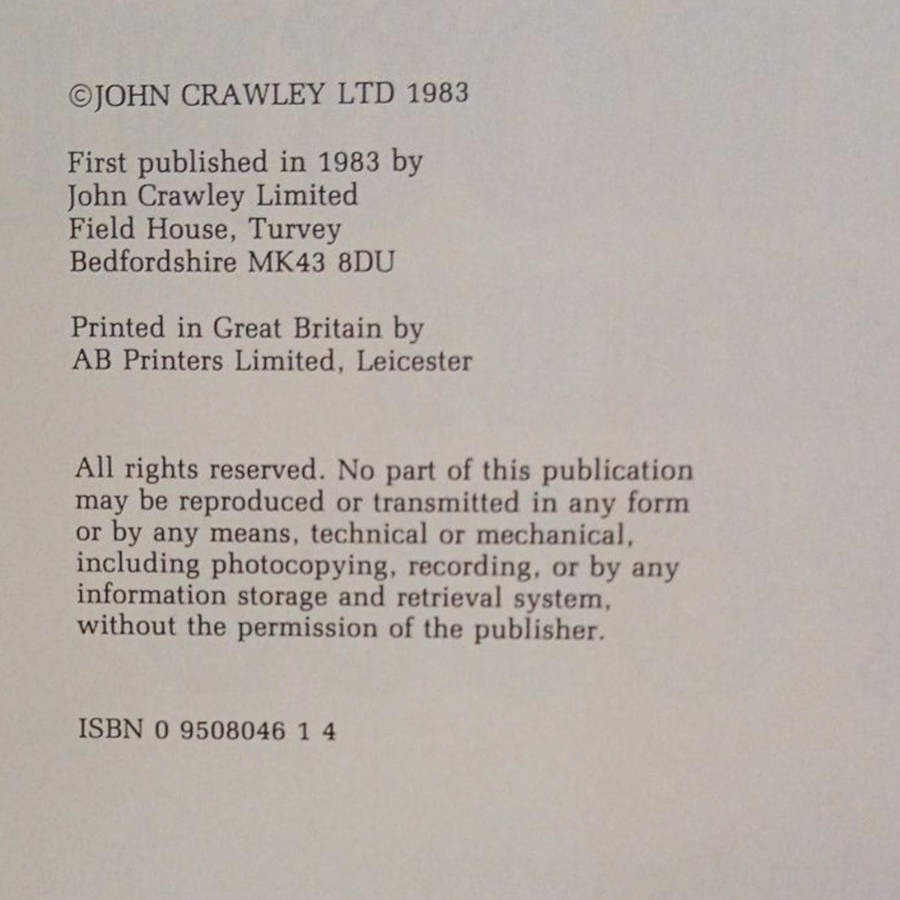 ©JOHN CRAWLEY LTD 1983
First published in 1983 by
John Crawley Limited
Field House, Turvey
Bedfordshire MK43 8DU
Printed in Great Britain by
AB Printers Limited, Leicester
All rights reserved. No part of this publication
may be reproduced or transmitted in any form
or by any means, technical or mechanical,
including photocopying, recording, or by any
information storage and retrieval system,
without the permission of the publisher.
ISBN 0 9508046 1 4